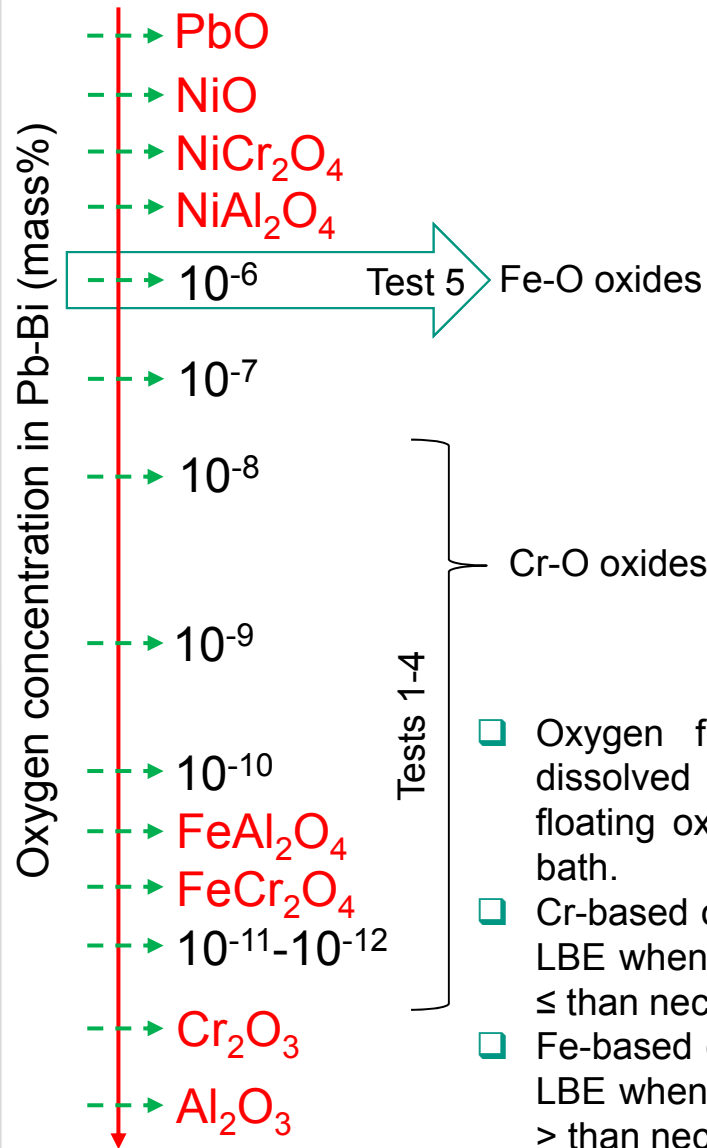 Oxygen concentration in Pb-Bi (mass%)
PbO
NiO
NiCr₂O₄
NiAl₂O₄
10⁻⁶
Test 5
Fe-O oxides
10⁻⁷
10⁻⁸
Cr-O oxides
10⁻⁹
Tests 1-4
10⁻¹⁰
FeAl₂O₄
FeCr₂O₄
10⁻¹¹-10⁻¹²
Cr₂O₃
Al₂O₃
❑ Oxygen
dissolved
floating
bath.
❑ Cr-based
LBE when
≤ than
❑ Fe-based
LBE when
> than